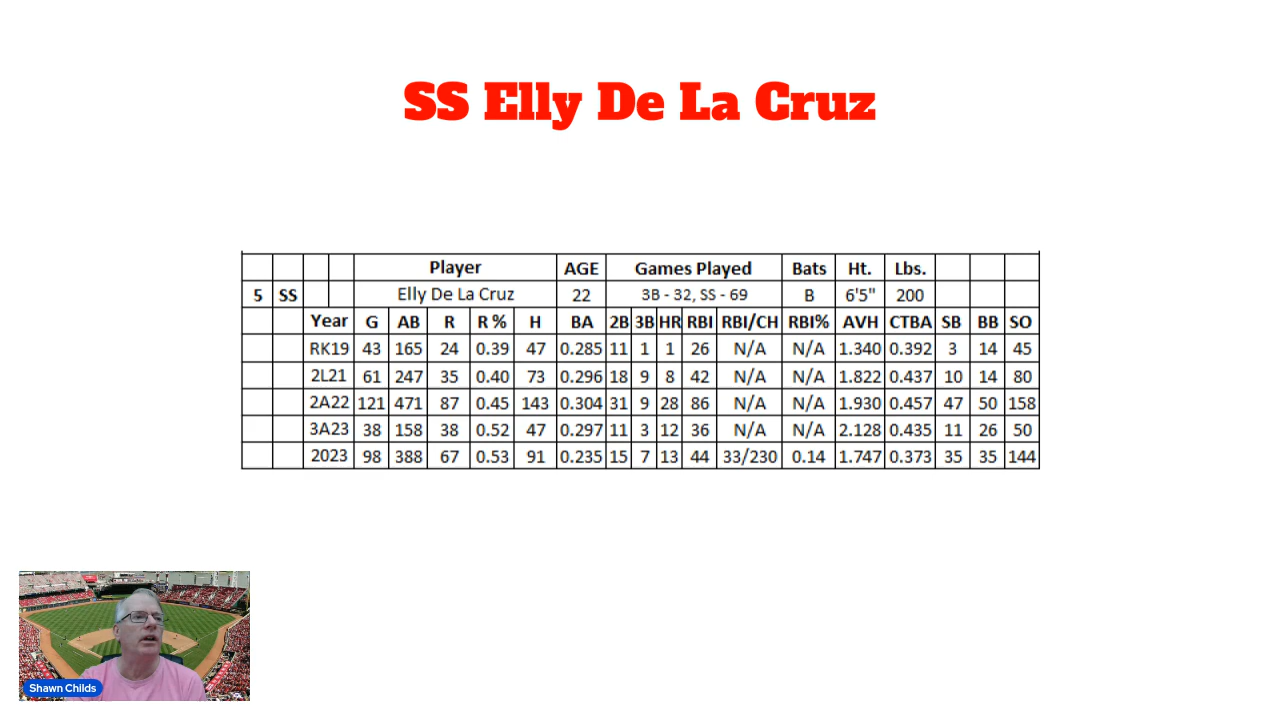 SS Elly De La Cruz
Player AGE Games Played Bats Ht. Lbs.
5 SS Elly De La Cruz 22 3B - 32, SS - 69 B 6'5" 200
Year G AB R R % H BA 2B 3B HR RBI RBI/CH RBI% AVH CTBA SB BB SO
RK19 43 165 24 0.39 47 0.285 11 1 1 26 N/A N/A 1.340 0.392 3 14 45
2L21 61 247 35 0.40 73 0.296 18 9 8 42 N/A N/A 1.822 0.437 10 14 80
2A22 121 471 87 0.45 143 0.304 31 9 28 86 N/A N/A 1.930 0.457 47 50 158
3A23 38 158 38 0.52 47 0.297 11 3 12 36 N/A N/A 2.128 0.435 11 26 50
2023 98 388 67 0.53 91 0.235 15 7 13 44 33/230 0.14 1.747 0.373 35 35 144
Shawn Childs